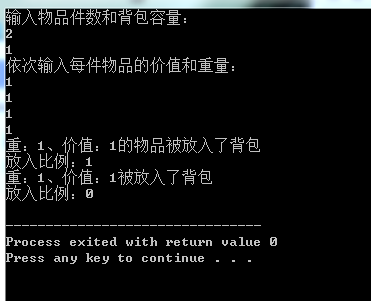 输入物品件数和背包容量：
2
1
依次输入每件物品的价值和重量：
1
1
1
1
重：1、价值：1的物品被放入了背包
放入比例：1
重：1、价值：1被放入了背包
放入比例：0
--------------------------------
Process exited with return value 0
Press any key to continue . . .